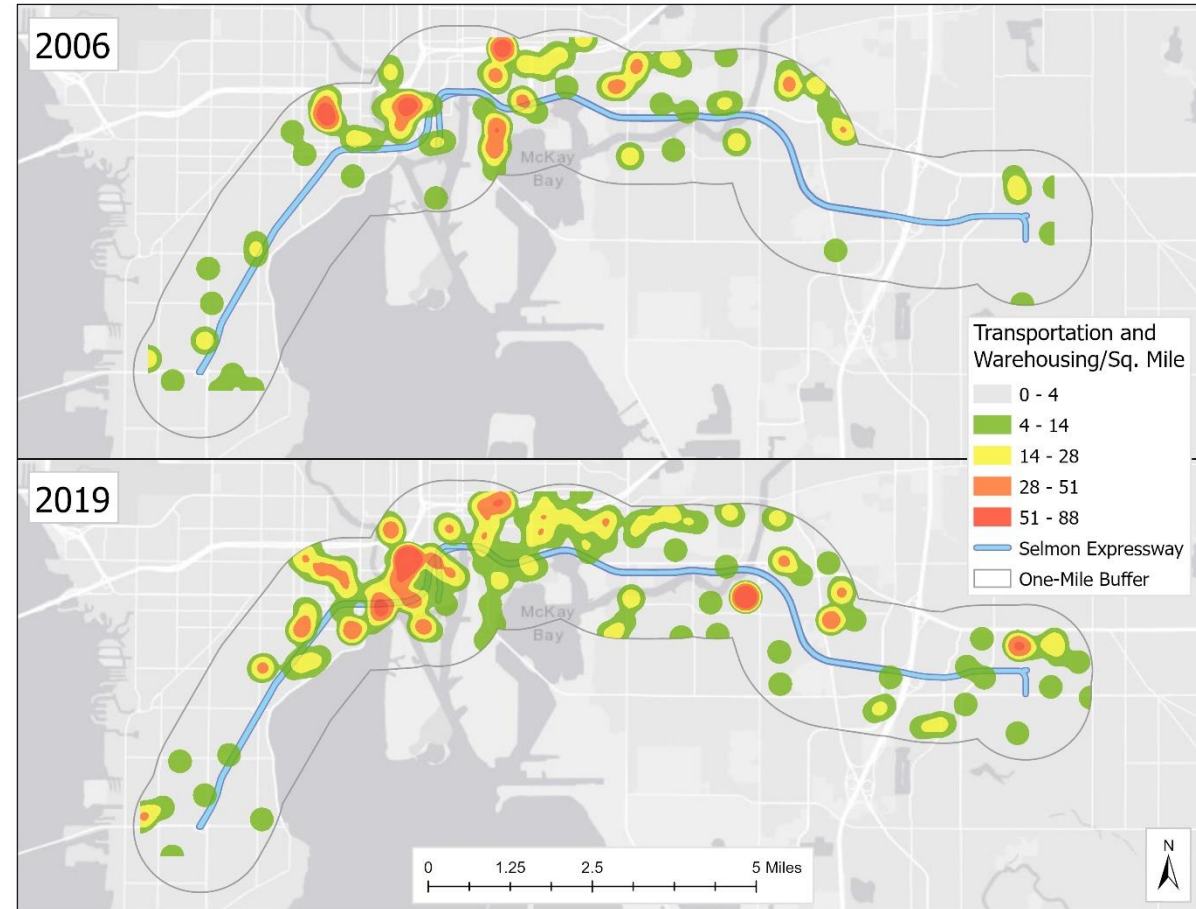 2006
McKay
Bay
Transportation and
Warehousing/Sq. Mile
0 - 4
4 - 14
14 - 28
28 - 51
51 - 88
Selmon Expressway
One-Mile Buffer
2019
McKay
Bay
0 1.25 2.5 5 Miles
N